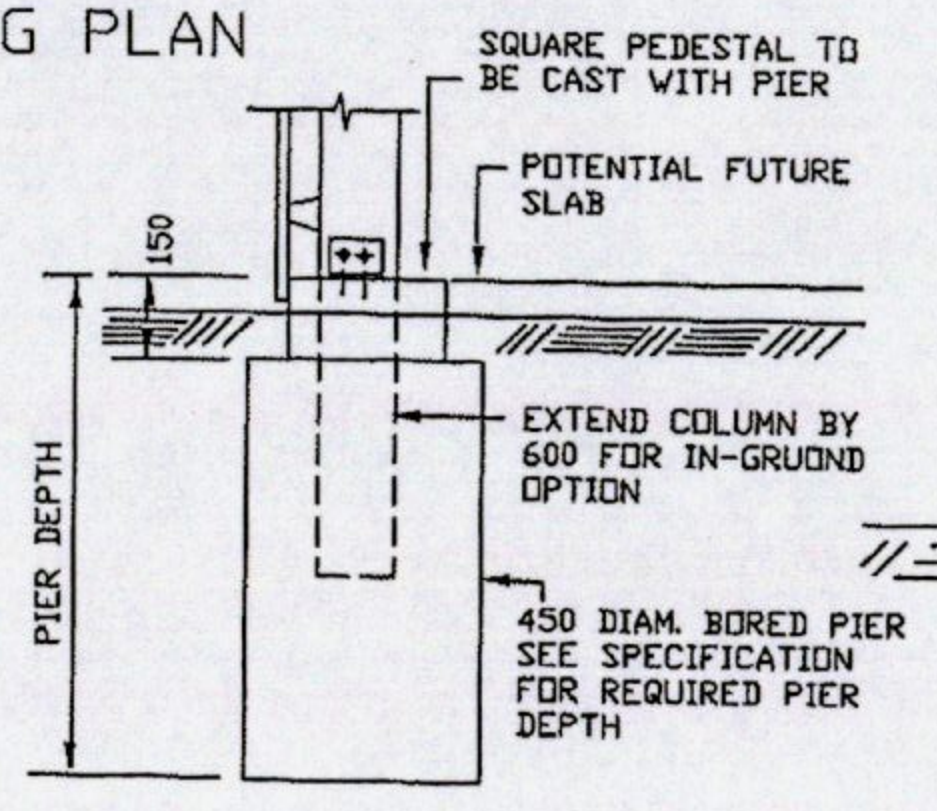 G PLAN
SQUARE PEDESTAL TO
BE CAST WITH PIER
POTENTIAL FUTURE
SLAB
150
EXTEND COLUMN BY
600 FOR IN-GRUOND
OPTION
PIER DEPTH
450 DIAM. BORED PIER
SEE SPECIFICATION
FOR REQUIRED PIER
DEPTH